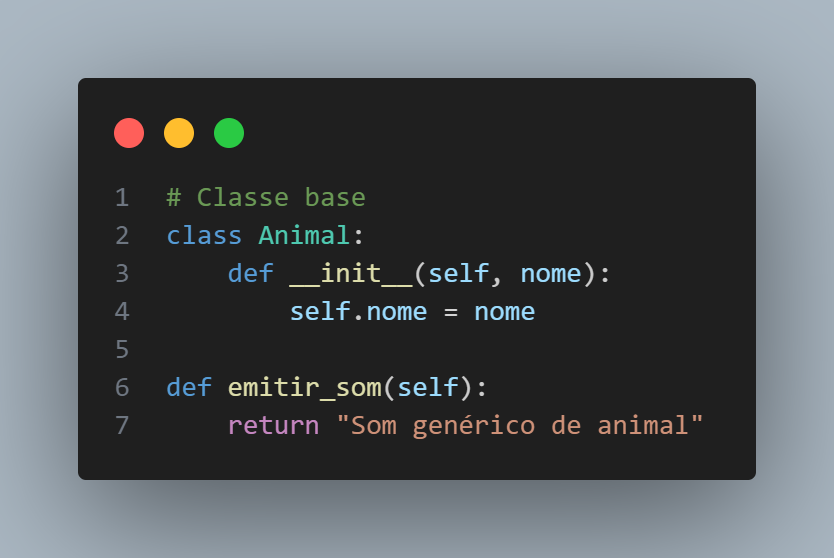 1 # Classe base
2 class Animal:
3     def __init__(self, nome):
4         self.nome = nome
5
6 def emitir_som(self):
7     return "Som genérico de animal"